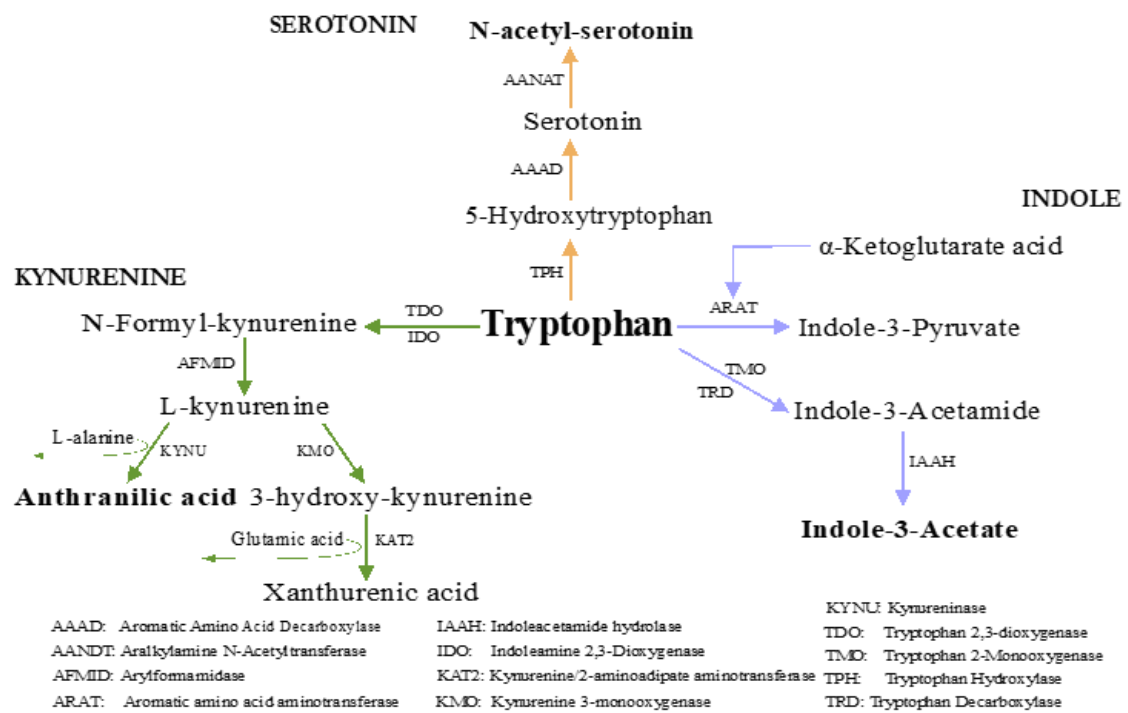 SEROTONIN
N-acetyl-serotonin
AANAT
Serotonin
AAAD
5-Hydroxytryptophan
INDOLE
α-Ketoglutarate acid
KYNURENINE
TPH
N-Formyl-kynurenine
TDO
IDO
Tryptophan
ARAT
Indole-3-Pyruvate
AFMID
TMO
TRD
L-kynurenine
Indole-3-Acetamide
L-alanine
KYNU
KMO
IAAH
Anthranilic acid
3-hydroxy-kynurenine
Glutamic acid
KAT2
Indole-3-Acetate
Xanthurenic acid
AAAD: Aromatic Amino Acid Decarboxylase
AANDT: Aralkylamine N-Acetyltransferase
AFMID: Arylformamidase
ARAT: Aromatic amino acid aminotransferase
IAAH: Indoleacetamide hydrolase
IDO: Indoleamine 2,3-Dioxygenase
KAT2: Kynurenine/2-aminoadipate aminotransferase
KMO: Kynurenine 3-monooxygenase
KYNU: Kynureninase
TDO: Tryptophan 2,3-dioxygenase
TMO: Tryptophan 2-Monooxygenase
TPH: Tryptophan Hydroxylase
TRD: Tryptophan Decarboxylase